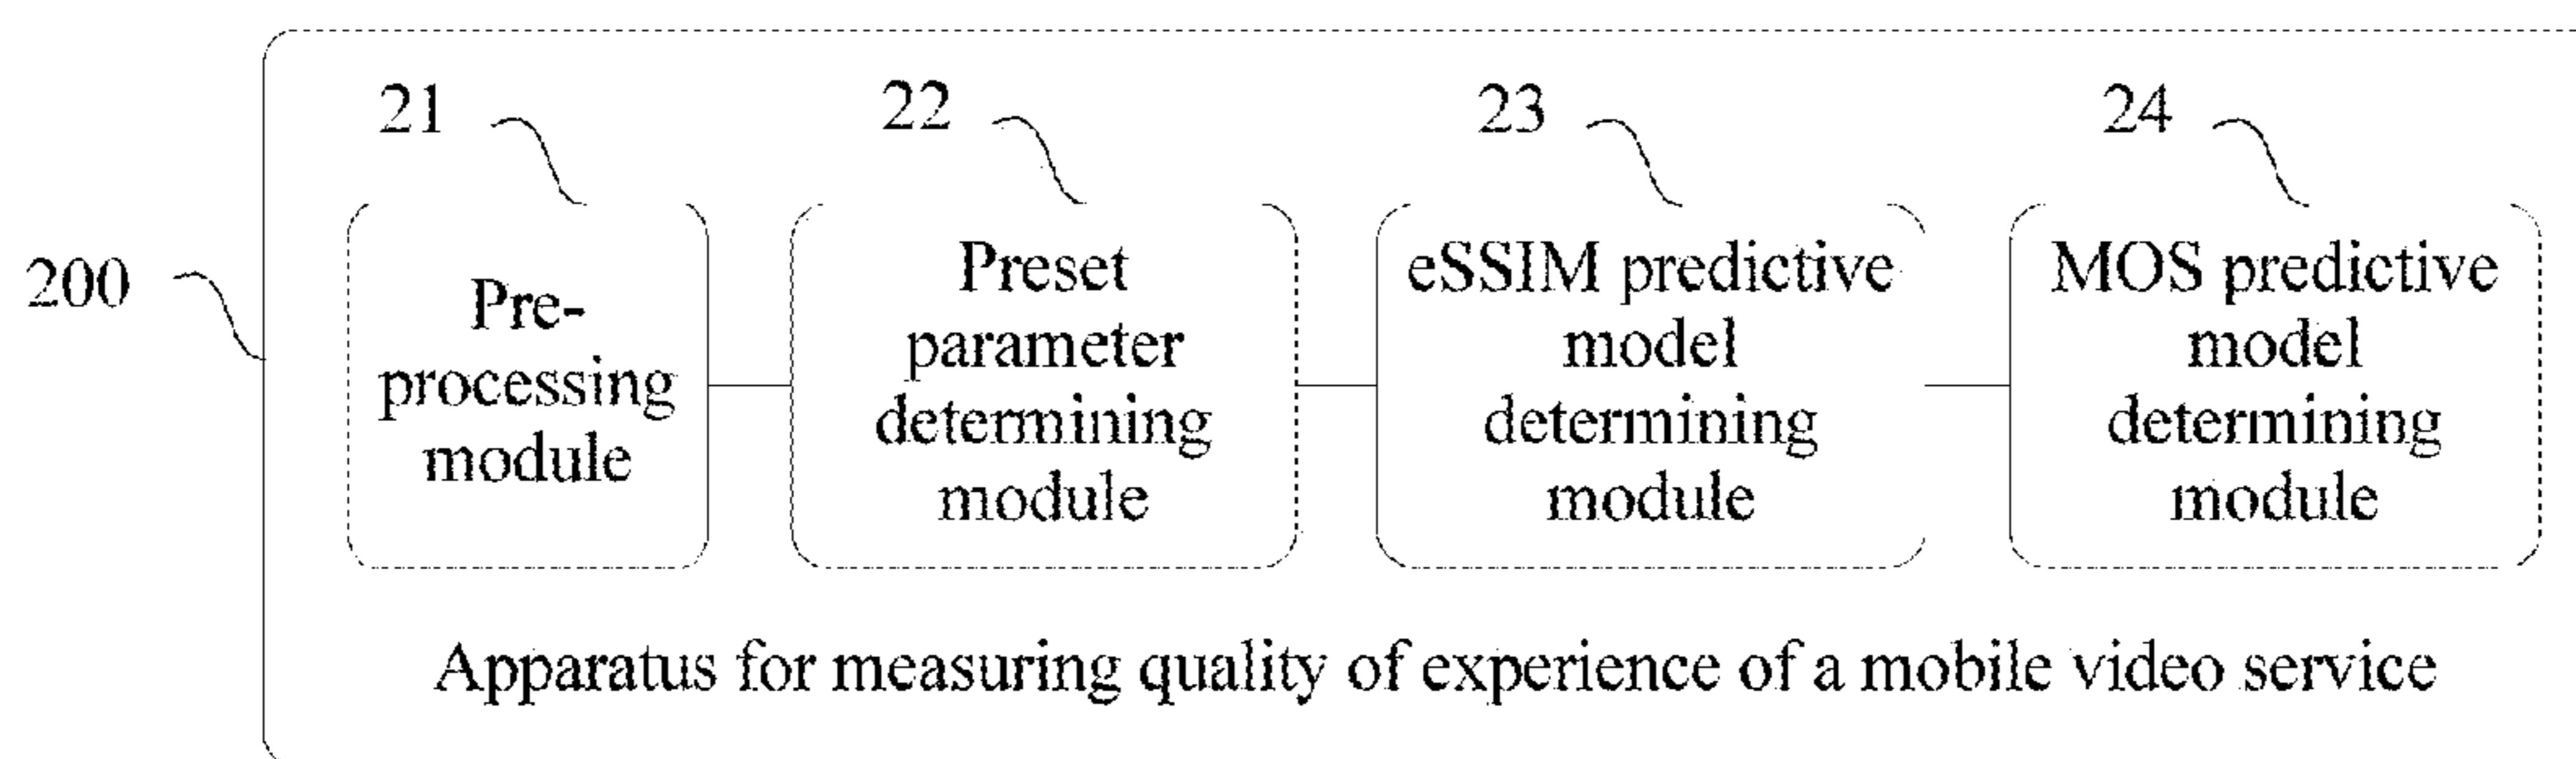 21
22
23
24
200
Pre-
processing
module
Preset
parameter
determining
module
eSSIM predictive
model
determining
module
MOS predictive
model
determining
module
Apparatus for measuring quality of experience of a mobile video service